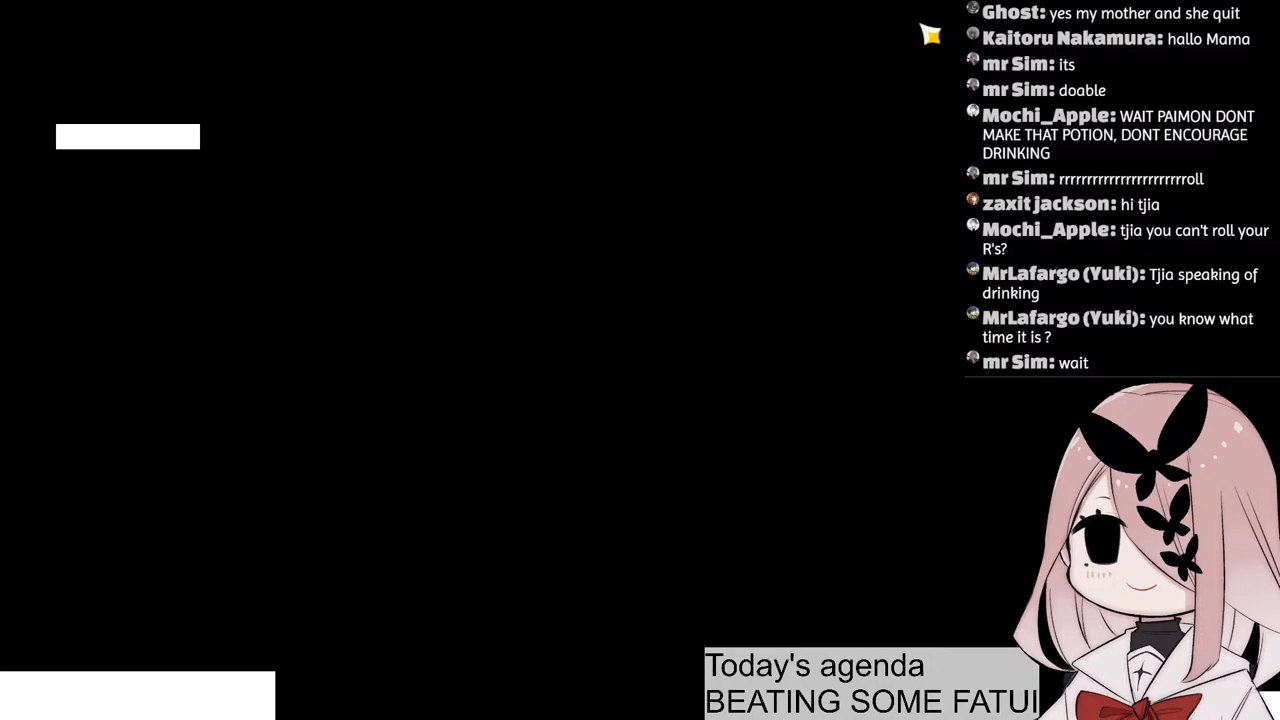 Ghost: yes my mother and she quit
Kaitoru Nakamura: hallo Mama
mr Sim: its
mr Sim: doable
Mochi_Apple: WAIT PAIMON DONT
MAKE THAT POTION, DONT ENCOURAGE
DRINKING
mr Sim: rrrrrrrrrrrrrrrrrrrrrrroll
zaxit jackson: hi tjia
Mochi_Apple: tjia you can't roll your
R's?
MrLafargo (Yuki): Tjia speaking of
drinking
MrLafargo (Yuki): you know what
time it is ?
mr Sim: wait
Today's agenda
BEATING SOME FATUI